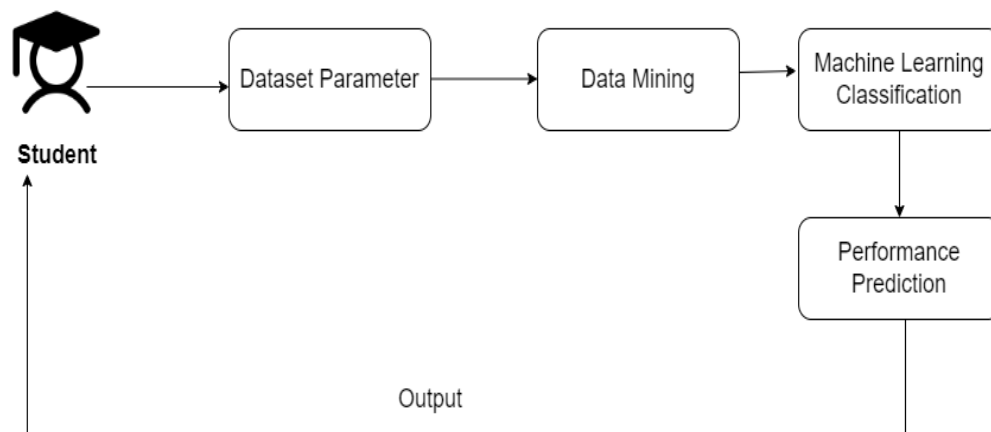 Student
Dataset Parameter
Data Mining
Machine Learning
Classification
Performance
Prediction
Output